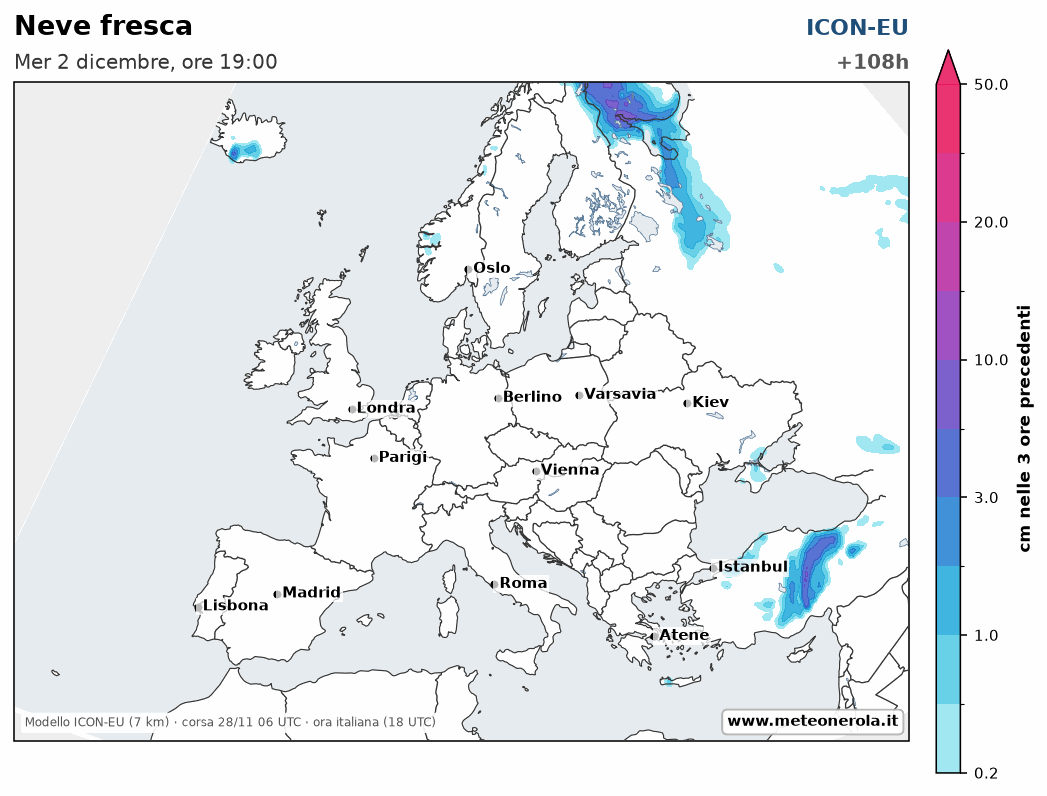 Neve fresca
ICON-EU
Mer 2 dicembre, ore 19:00
+108h
50.0
20.0
10.0
3.0
1.0
0.2
cm nelle 3 ore precedenti
Oslo
Londra
Berlino
Varsavia
Kiev
Parigi
Vienna
Istanbul
Roma
Madrid
Lisbona
Atene
Modello ICON-EU (7 km) · corsa 28/11 06 UTC · ora italiana (18 UTC)
www.meteonerola.it